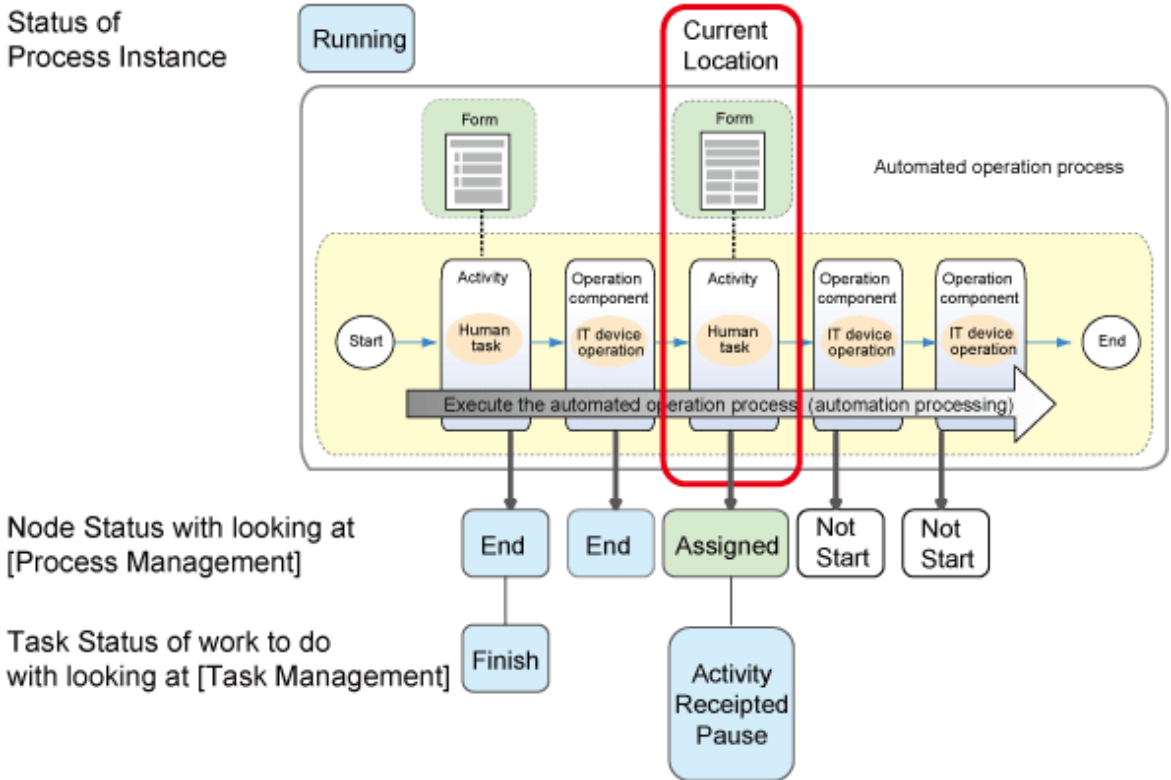 Status of
Process Instance
Running
Current
Location
Form
Form
Automated operation process
Activity
Operation
component
Activity
Operation
component
Operation
component
Start
Human
task
IT device
operation
Human
task
IT device
operation
IT device
operation
End
Execute the automated operation process (automation processing)
Node Status with looking at
[Process Management]
End
End
Assigned
Not
Start
Not
Start
Task Status of work to do
with looking at [Task Management]
Finish
Activity
Receipted
Pause